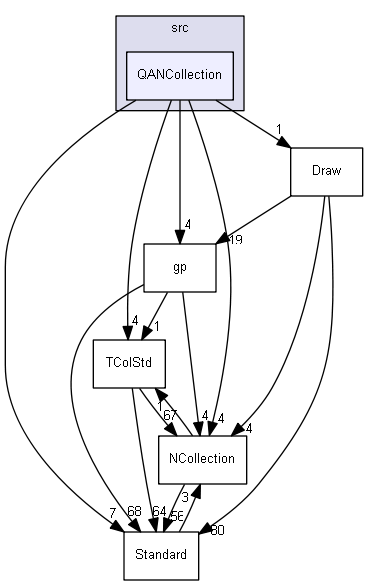 src
QANCollection
1
Draw
4
19
gp
4
1
TColStd
1
67
4
4
4
NCollection
3
7
68
64
56
80
Standard